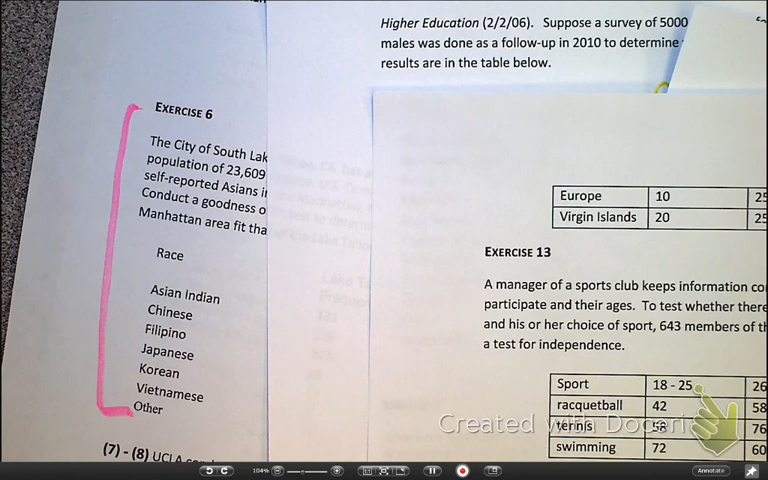 EXERCISE 6
The City of South Lak
population of 23,609
self-reported Asians i
Conduct a goodness o
Manhattan area fit tha
Race
Asian Indian
Chinese
Filipino
Japanese
Korean
Vietnamese
Other
(7) - (8) UCLA
Higher Education (2/2/06). Suppose a survey of 5000
males was done as a follow-up in 2010 to determine
results are in the table below.
Europe 10 25
Virgin Islands 20 25
EXERCISE 13
A manager of a sports club keeps information co
participate and their ages. To test whether there
and his or her choice of sport, 643 members of th
a test for independence.
Sport 18 - 25 26
racquetball 42 58
tennis 58 76
swimming 72 60
Created with Doceri
104%
Annotate